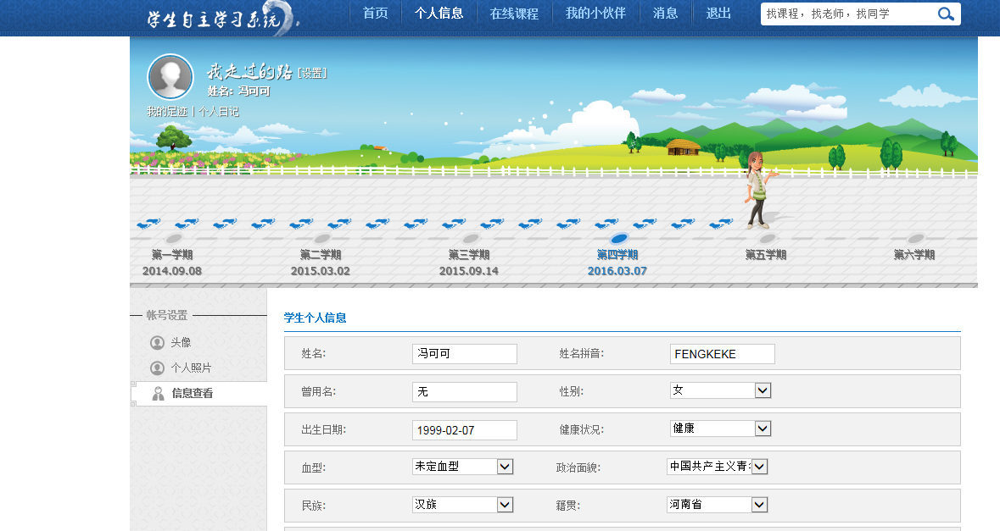 学生自主学习系统
首页 个人信息 在线课程 我的小伙伴 消息 退出 找课程，找老师，找同学
我走过的路 [设置]
姓名：冯可可
我的足迹 | 个人日记
第一学期 第二学期 第三学期 第四学期 第五学期 第六学期
2014.09.08 2015.03.02 2015.09.14 2016.03.07
帐号设置
头像
个人照片
信息查看
学生个人信息
姓名: 冯可可 姓名拼音: FENGKEKE
曾用名: 无 性别: 女
出生日期: 1999-02-07 健康状况: 健康
血型: 未定血型 政治面貌: 中国共产主义青
民族: 汉族 籍贯: 河南省